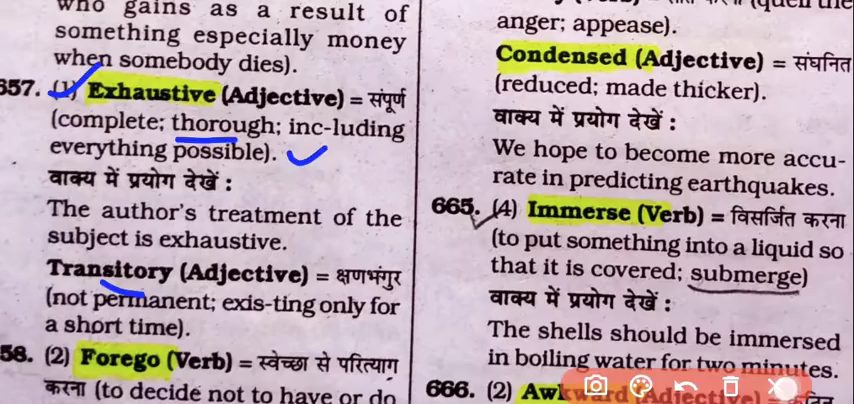 who gains as a result of
something especially money
when somebody dies).
657. (1) Exhaustive (Adjective) = संपूर्ण
(complete; thorough; inc-luding
everything possible).
वाक्य में प्रयोग देखें :
The author's treatment of the
subject is exhaustive.
Transitory (Adjective) = क्षणभंगुर
(not permanent; exis-ting only for
a short time).
58. (2) Forego (Verb) = स्वेच्छा से परित्याग
करना (to decide not to have or do
(quell the
anger; appease).
Condensed (Adjective) = संघनित
(reduced; made thicker).
वाक्य में प्रयोग देखें :
We hope to become more accu-
rate in predicting earthquakes.
665. (4) Immerse (Verb) = विसर्जित करना
(to put something into a liquid so
that it is covered; submerge)
वाक्य में प्रयोग देखें :
The shells should be immersed
in boiling water for two minutes.
666. (2) Awkward (Adjective) =